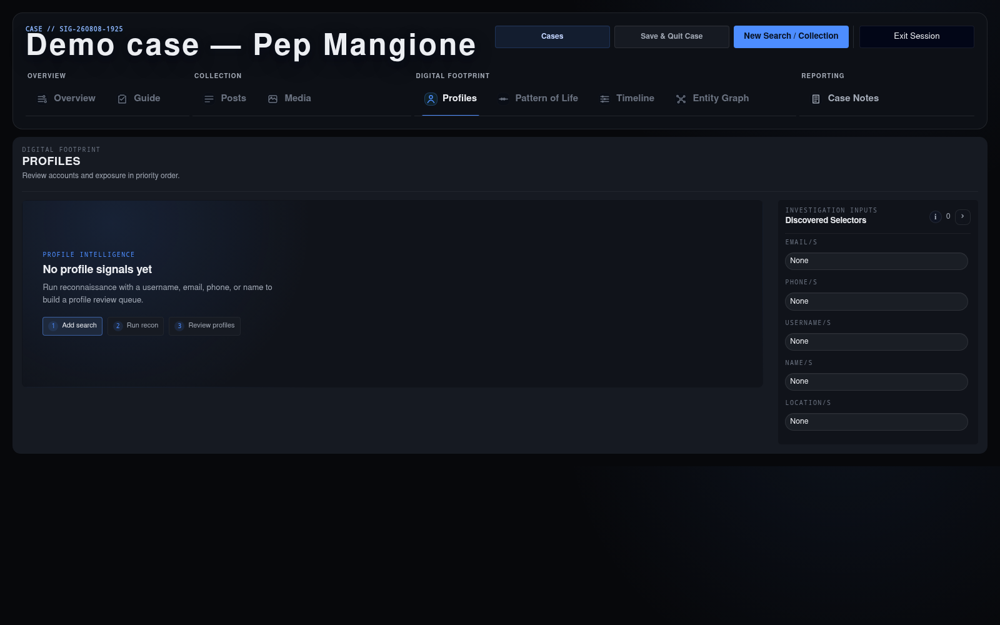 CASE // SIG-260808-1925
Demo case — Pep Mangione
Cases
Save & Quit Case
New Search / Collection
Exit Session
OVERVIEW
Overview
Guide
COLLECTION
Posts
Media
DIGITAL FOOTPRINT
Profiles
Pattern of Life
Timeline
Entity Graph
REPORTING
Case Notes
DIGITAL FOOTPRINT
PROFILES
Review accounts and exposure in priority order.
PROFILE INTELLIGENCE
No profile signals yet
Run reconnaissance with a username, email, phone, or name to
build a profile review queue.
1 Add search
2 Run recon
3 Review profiles
INVESTIGATION INPUTS
Discovered Selectors
i 0 ›
EMAIL/S
None
PHONE/S
None
USERNAME/S
None
NAME/S
None
LOCATION/S
None